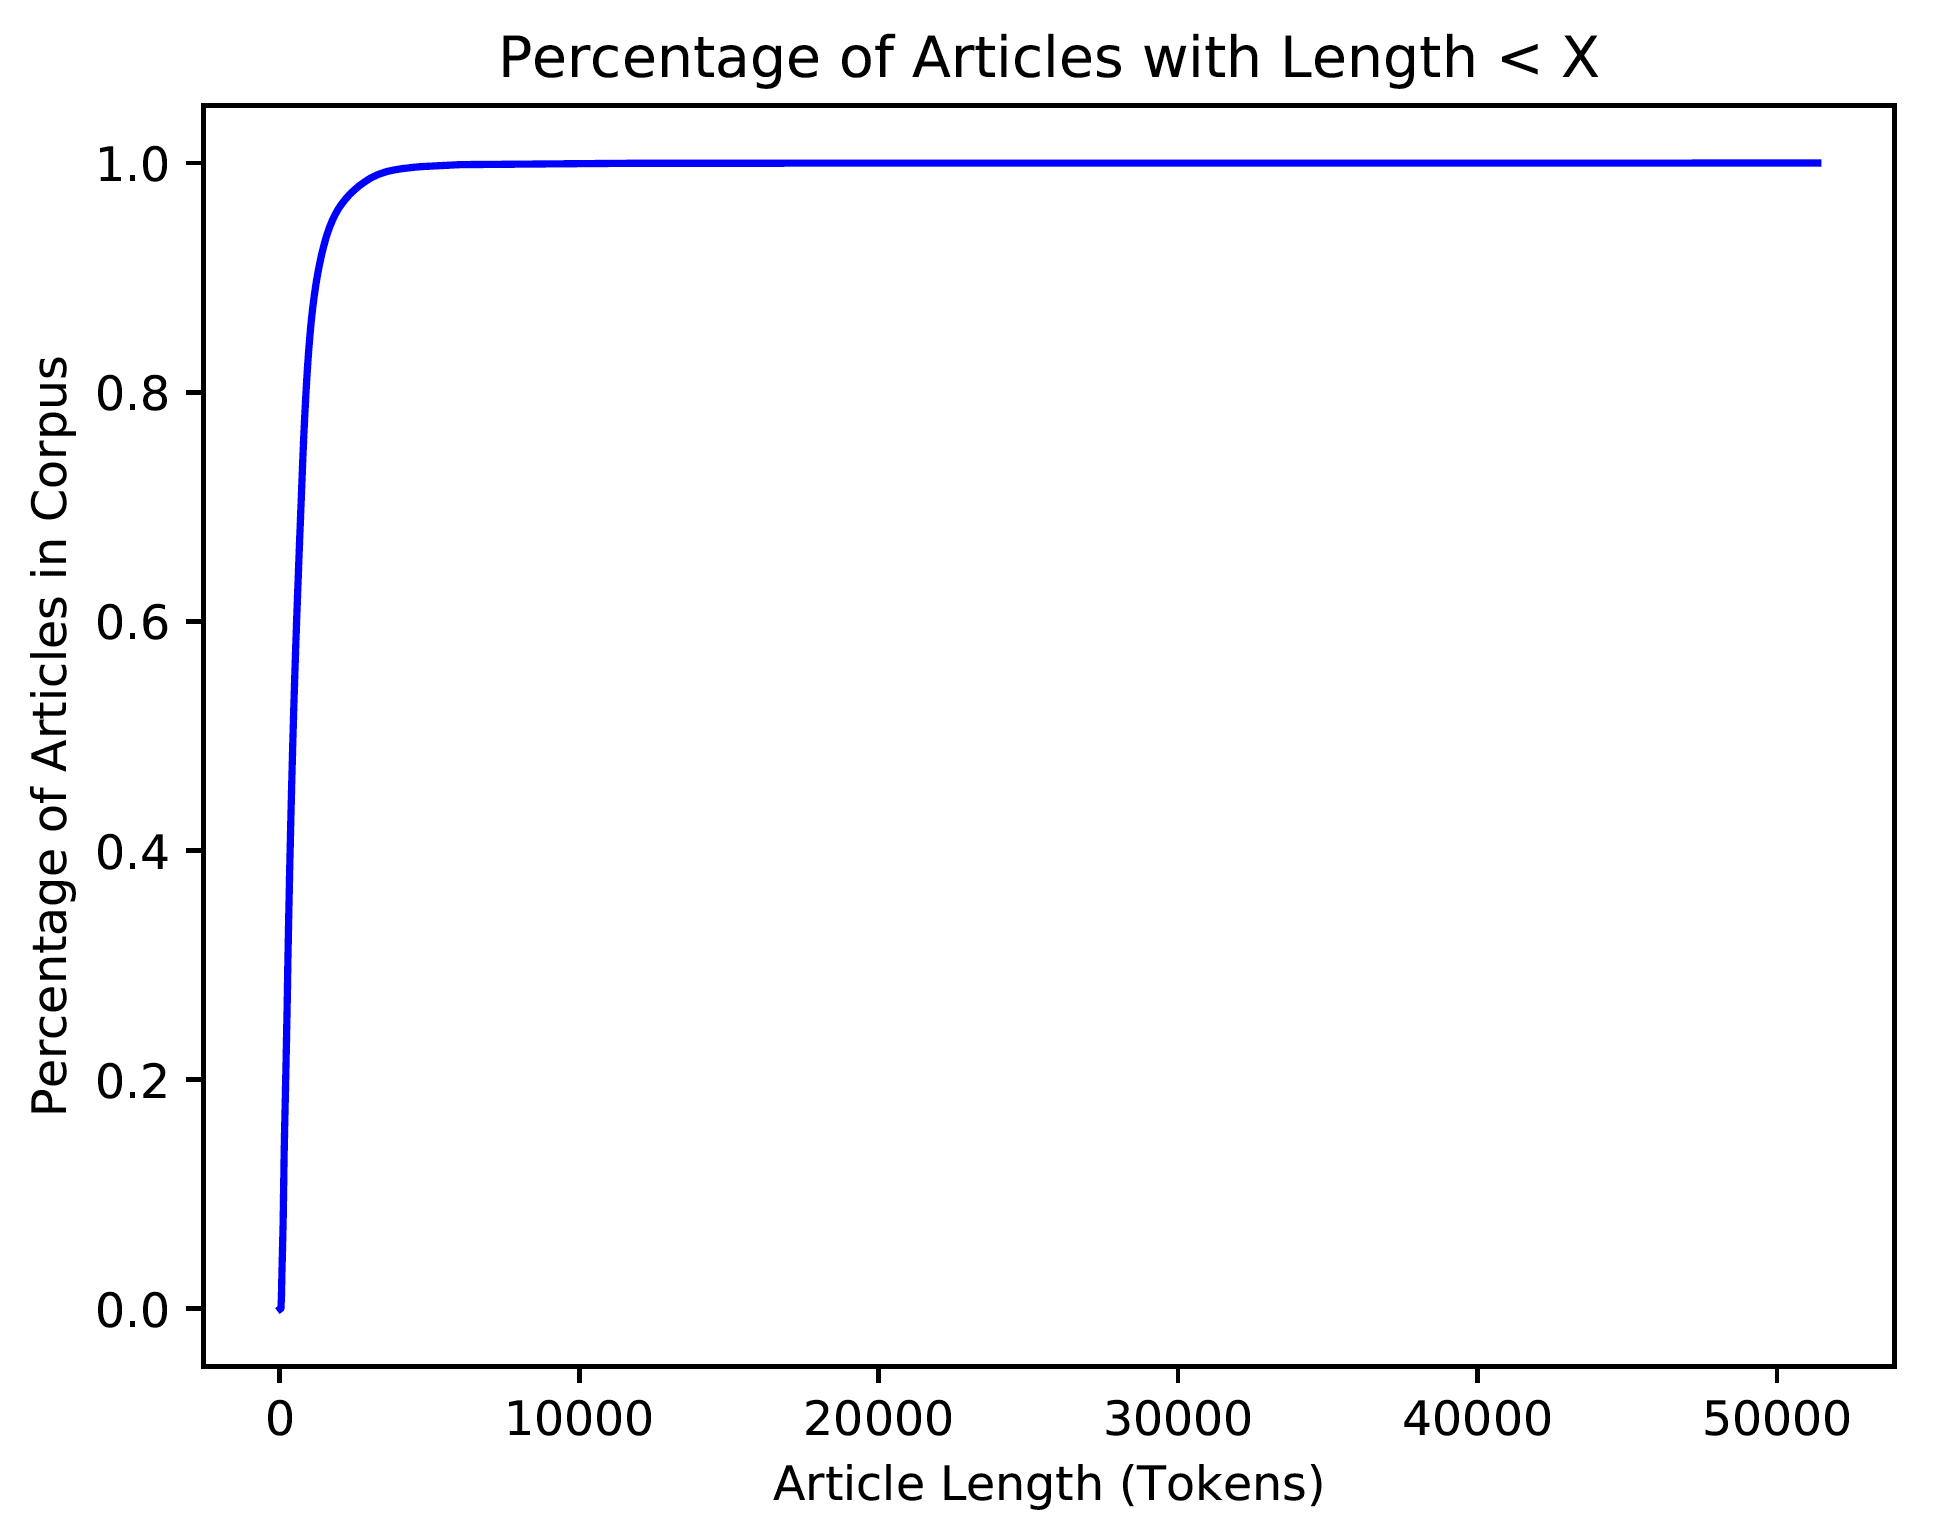 Percentage of Articles with Length < X
Percentage of Articles in Corpus
1.0
0.8
0.6
0.4
0.2
0.0
0 10000 20000 30000 40000 50000
Article Length (Tokens)